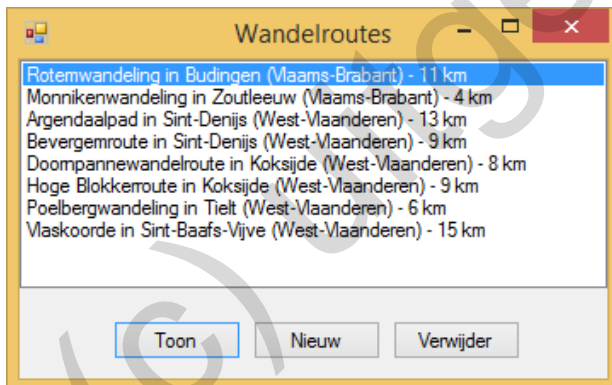 Wandelroutes
Rotemwandeling in Budingen (Vlaams-Brabant) - 11 km
Monnikenwandeling in Zoutleeuw (Vlaams-Brabant) - 4 km
Argendaalpad in Sint-Denijs (West-Vlaanderen) - 13 km
Bevergemroute in Sint-Denijs (West-Vlaanderen) - 9 km
Doornpannewandelroute in Koksijde (West-Vlaanderen) - 8 km
Hoge Blokkerroute in Koksijde (West-Vlaanderen) - 9 km
Poelbergwandeling in Tielt (West-Vlaanderen) - 6 km
Vlaskoorde in Sint-Baafs-Vijve (West-Vlaanderen) - 15 km
Toon Nieuw Verwijder
(c)